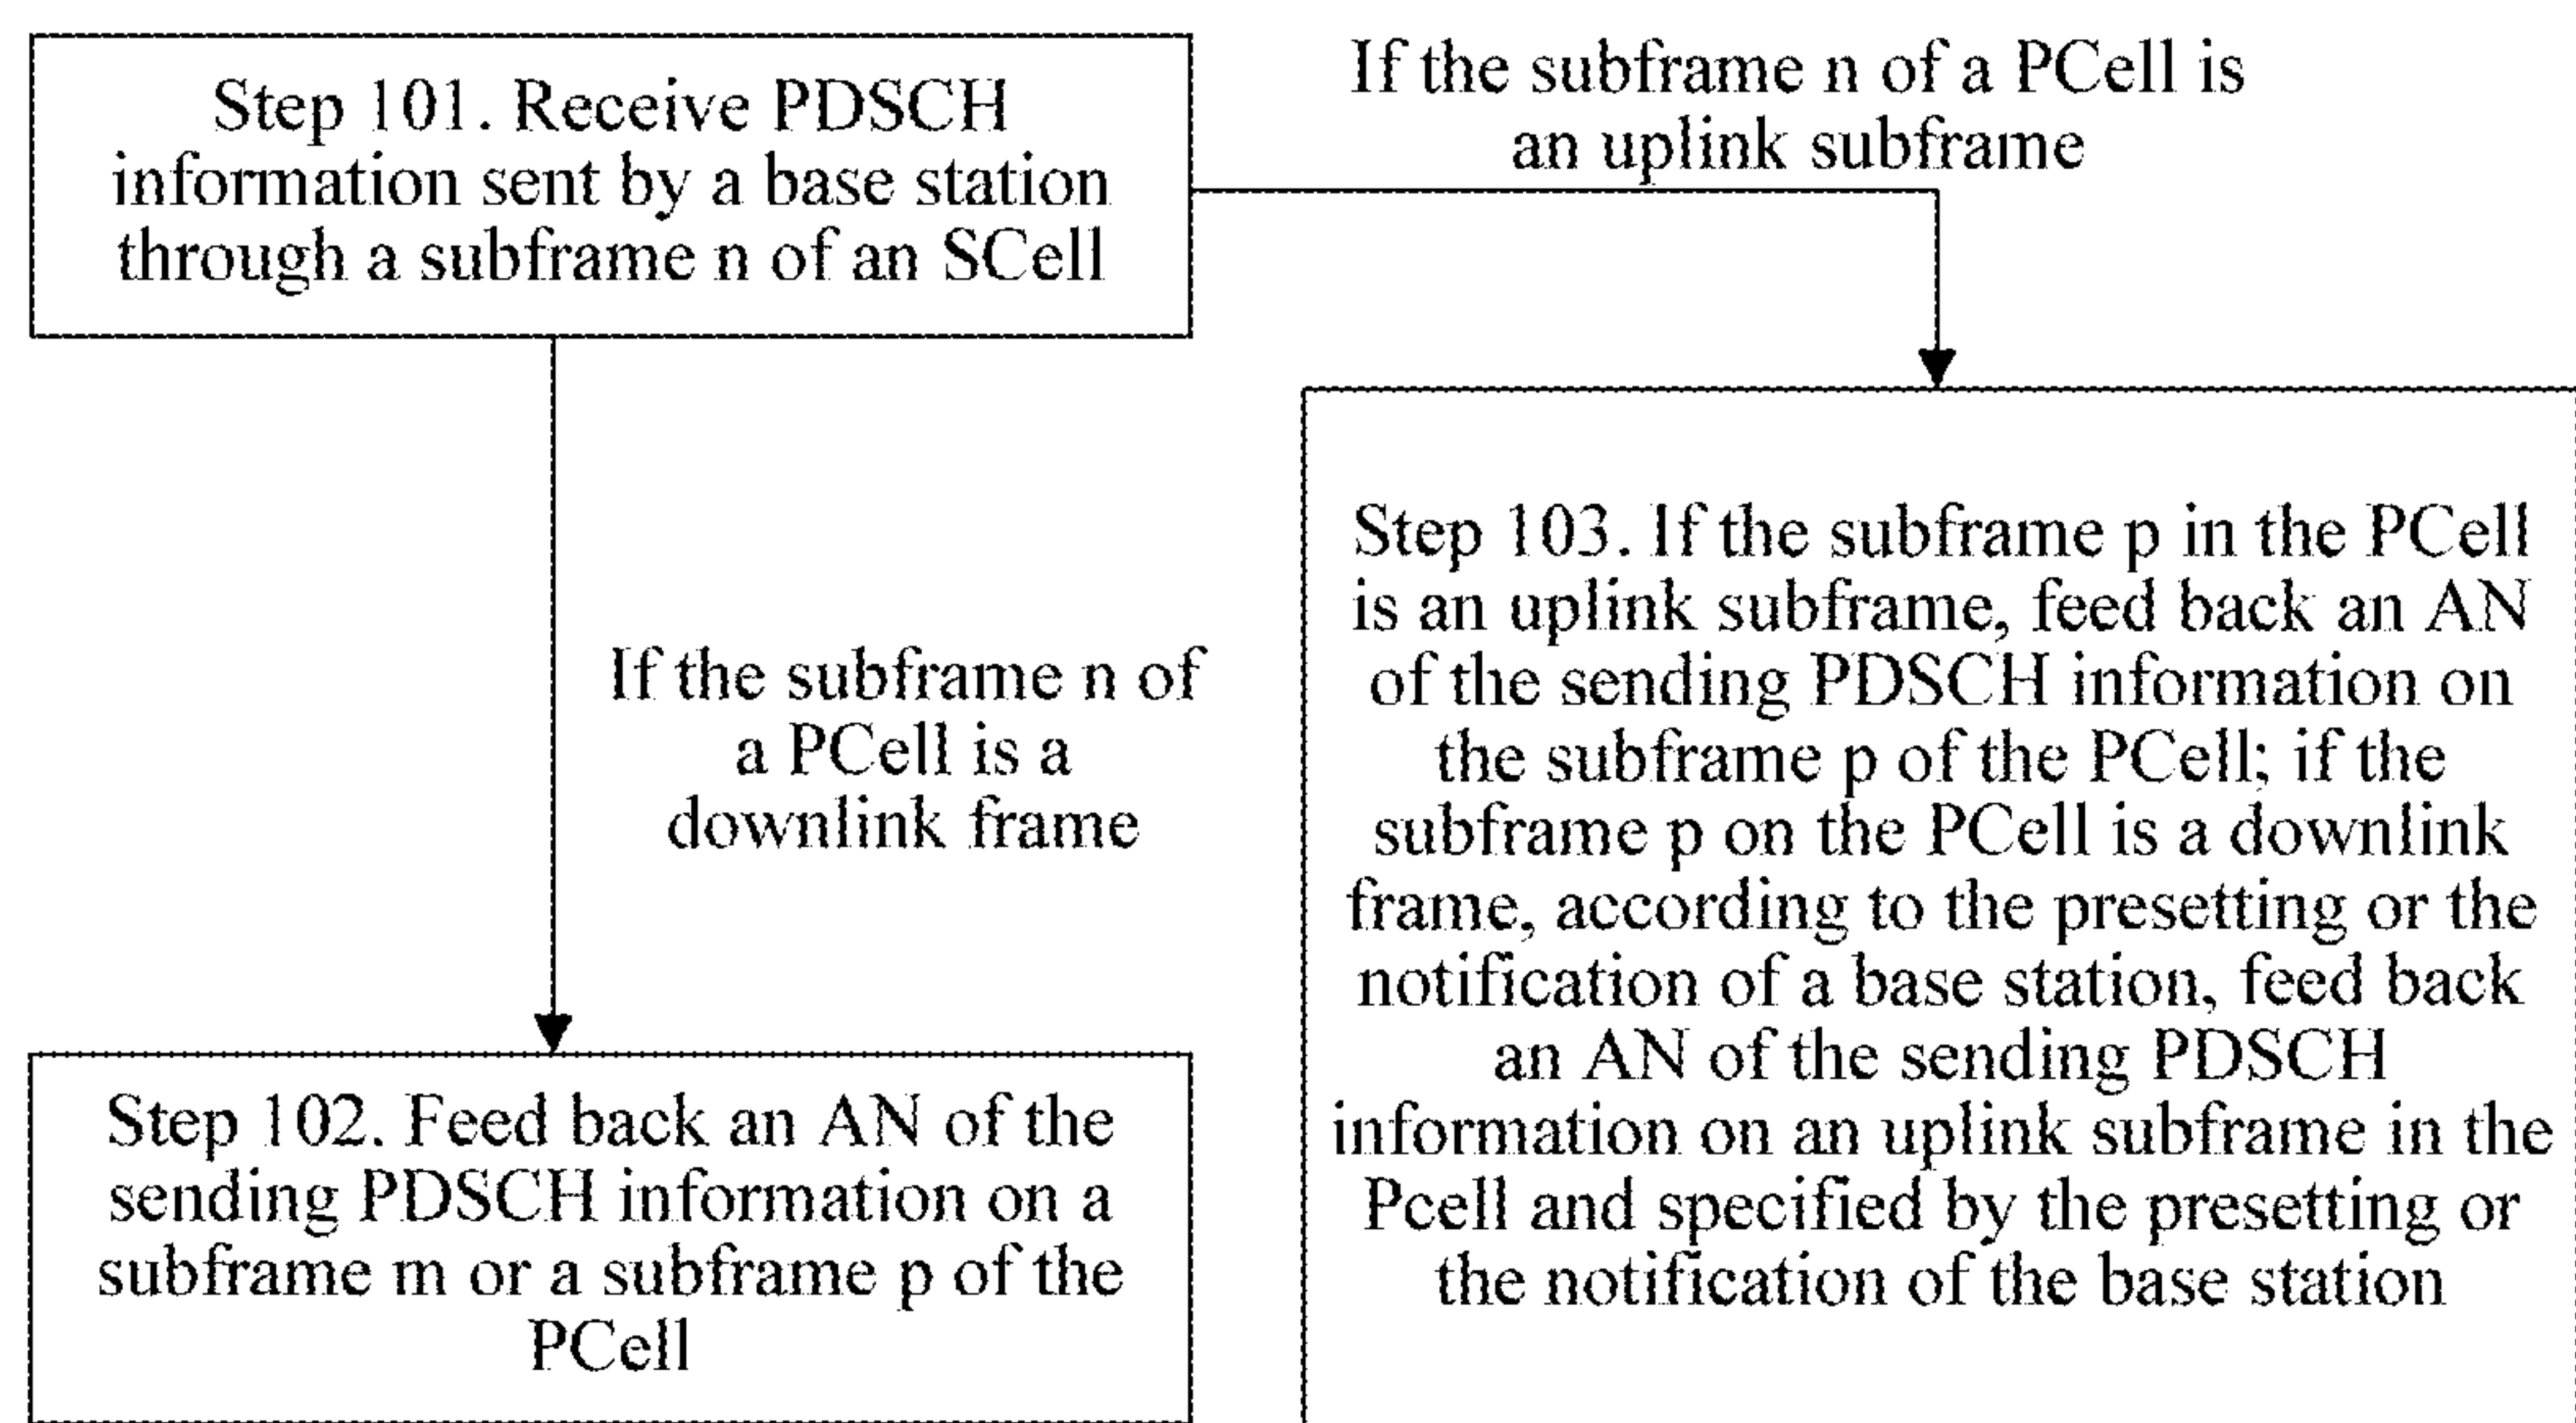 Step 101. Receive PDSCH
information sent by a base station
through a subframe n of an SCell
If the subframe n of a PCell is
an uplink subframe
If the subframe n of
a PCell is a
downlink frame
Step 102. Feed back an AN of the
sending PDSCH information on a
subframe m or a subframe p of the
PCell
Step 103. If the subframe p in the PCell
is an uplink subframe, feed back an AN
of the sending PDSCH information on
the subframe p of the PCell; if the
subframe p on the PCell is a downlink
frame, according to the presetting or the
notification of a base station, feed back
an AN of the sending PDSCH
information on an uplink subframe in the
Pcell and specified by the presetting or
the notification of the base station